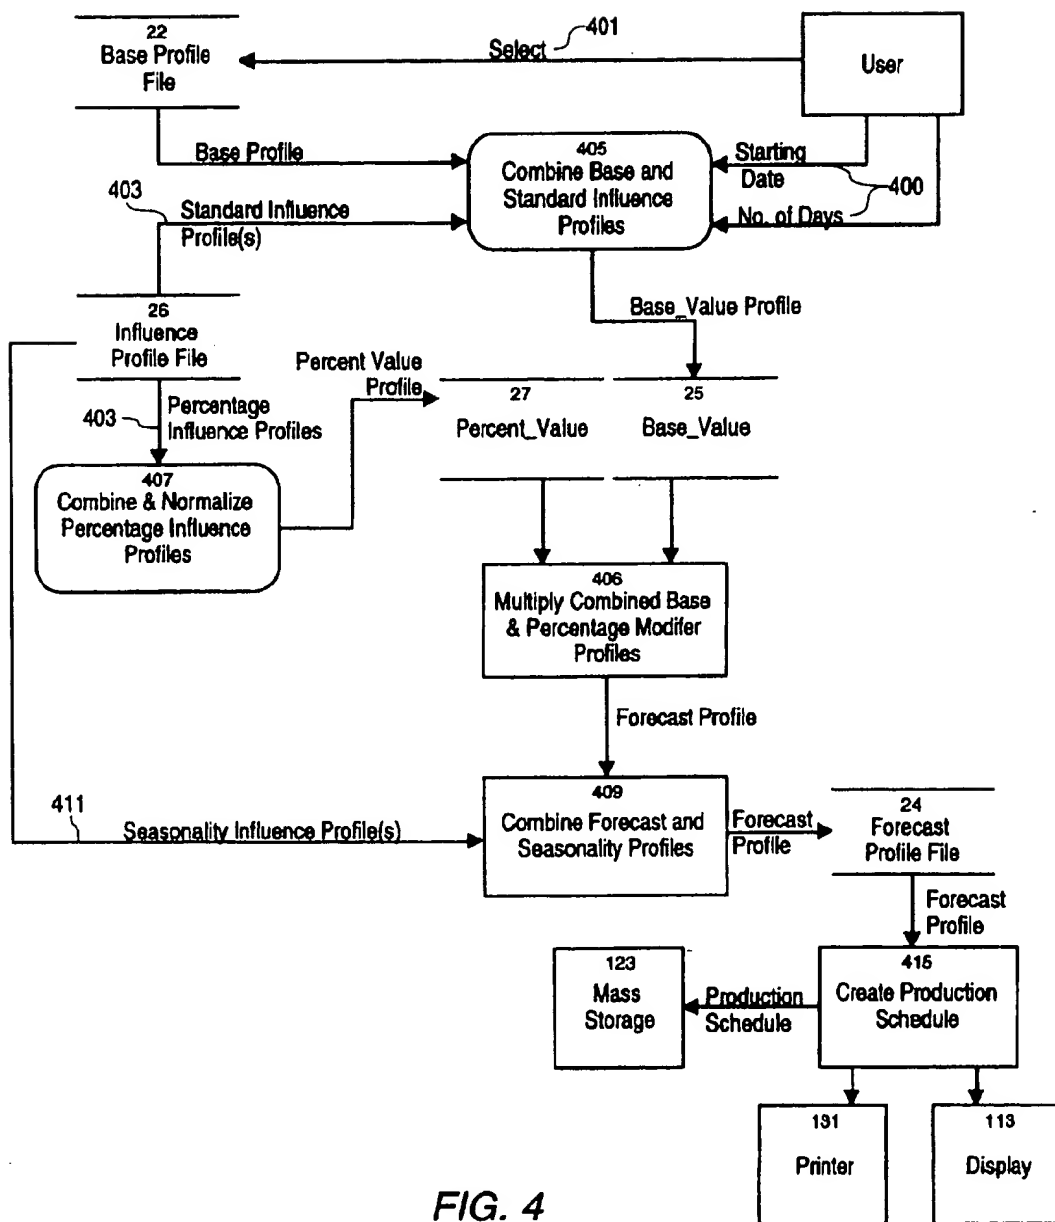 22
Base Profile
File
Select
401
User
Base Profile
405
Combine Base and
Standard Influence
Profiles
Starting
Date
400
No. of Days
403
Standard Influence
Profile(s)
26
Influence
Profile File
Base_Value Profile
Percent Value
Profile
403
Percentage
Influence Profiles
27
Percent_Value
25
Base_Value
407
Combine & Normalize
Percentage Influence
Profiles
406
Multiply Combined Base
& Percentage Modifer
Profiles
Forecast Profile
411
Seasonality Influence Profile(s)
409
Combine Forecast and
Seasonality Profiles
Forecast
Profile
24
Forecast
Profile File
Forecast
Profile
123
Mass
Storage
Production
Schedule
415
Create Production
Schedule
131
Printer
113
Display
FIG. 4